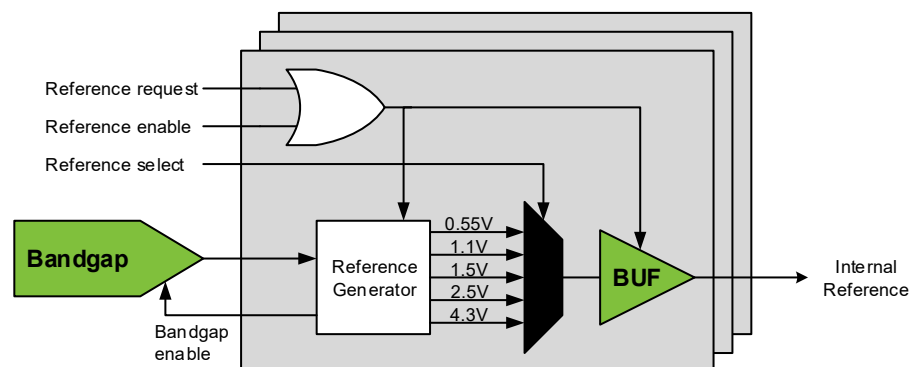 Reference request
Reference enable
Reference select
0.55V
Bandgap
1.1V
Reference
Generator
1.5V
BUF
Internal
Reference
2.5V
4.3V
Bandgap
enable